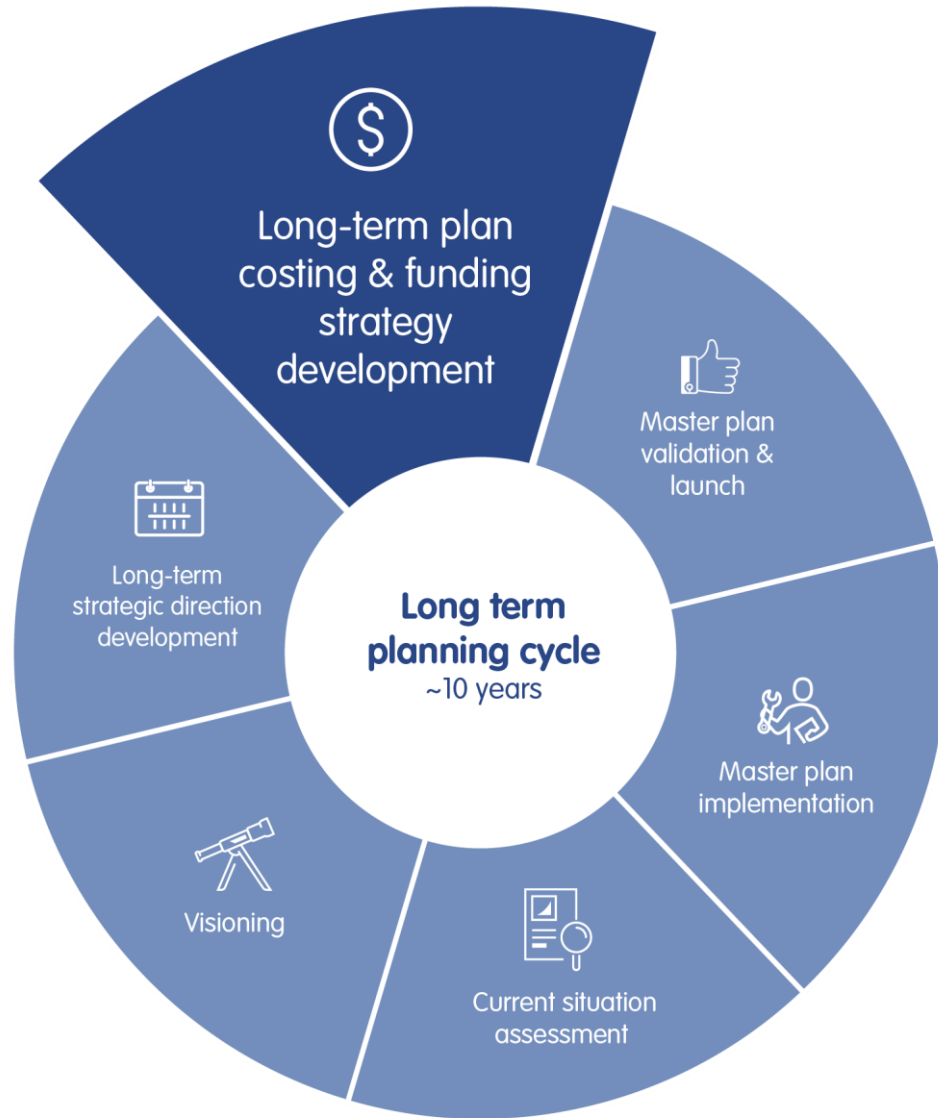 $
Long-term plan
costing & funding
strategy
development
Master plan
validation &
launch
Master plan
implementation
Current situation
assessment
Visioning
Long-term
strategic direction
development
Long term
planning cycle
~10 years